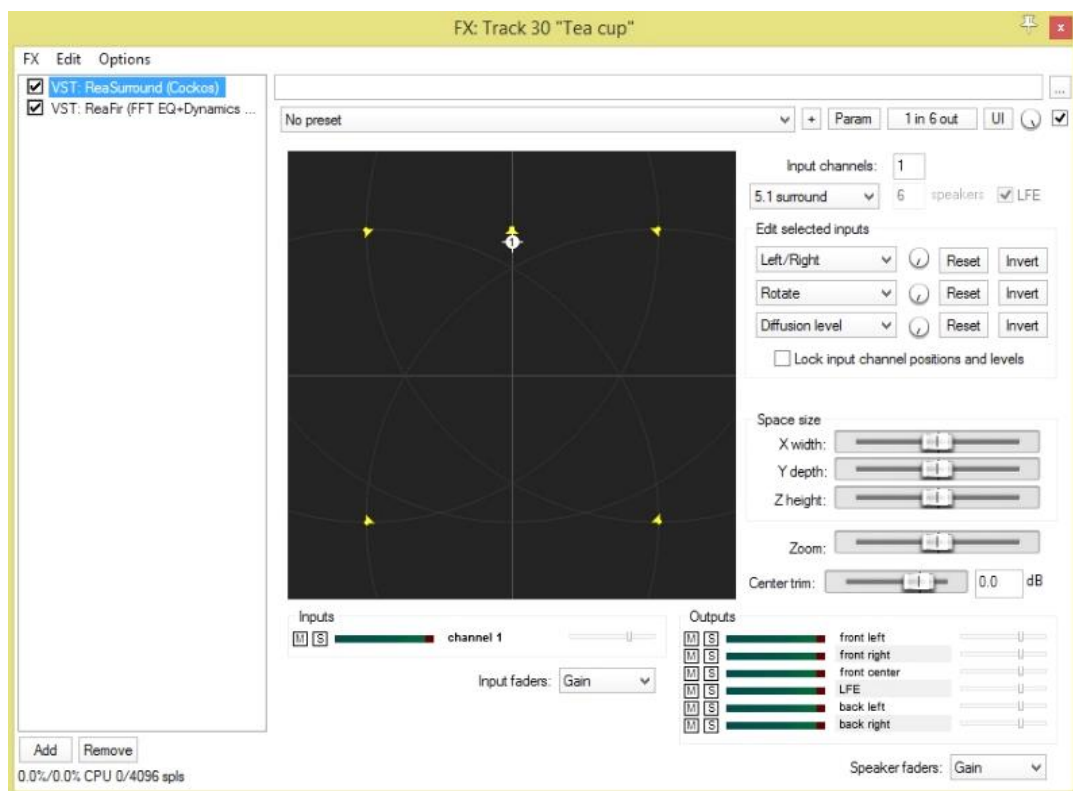 FX: Track 30 "Tea cup"
x
FX Edit Options
VST: ReaSurround (Cockos)
VST: ReaFir (FFT EQ+Dynamics ...
...
No preset
+ Param 1 in 6 out UI
Input channels: 1
5.1 surround 6 speakers LFE
1
Edit selected inputs
Left/Right Reset Invert
Rotate Reset Invert
Diffusion level Reset Invert
Lock input channel positions and levels
Space size
X width:
Y depth:
Z height:
Zoom:
Center trim: 0.0 dB
Inputs
M S channel 1
Input faders: Gain
Outputs
M S front left
M S front right
M S front center
M S LFE
M S back left
M S back right
Speaker faders: Gain
Add Remove
0.0%/0.0% CPU 0/4096 spls